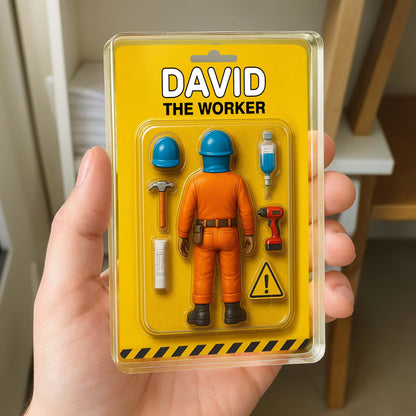 DAVID
THE WORKER
!